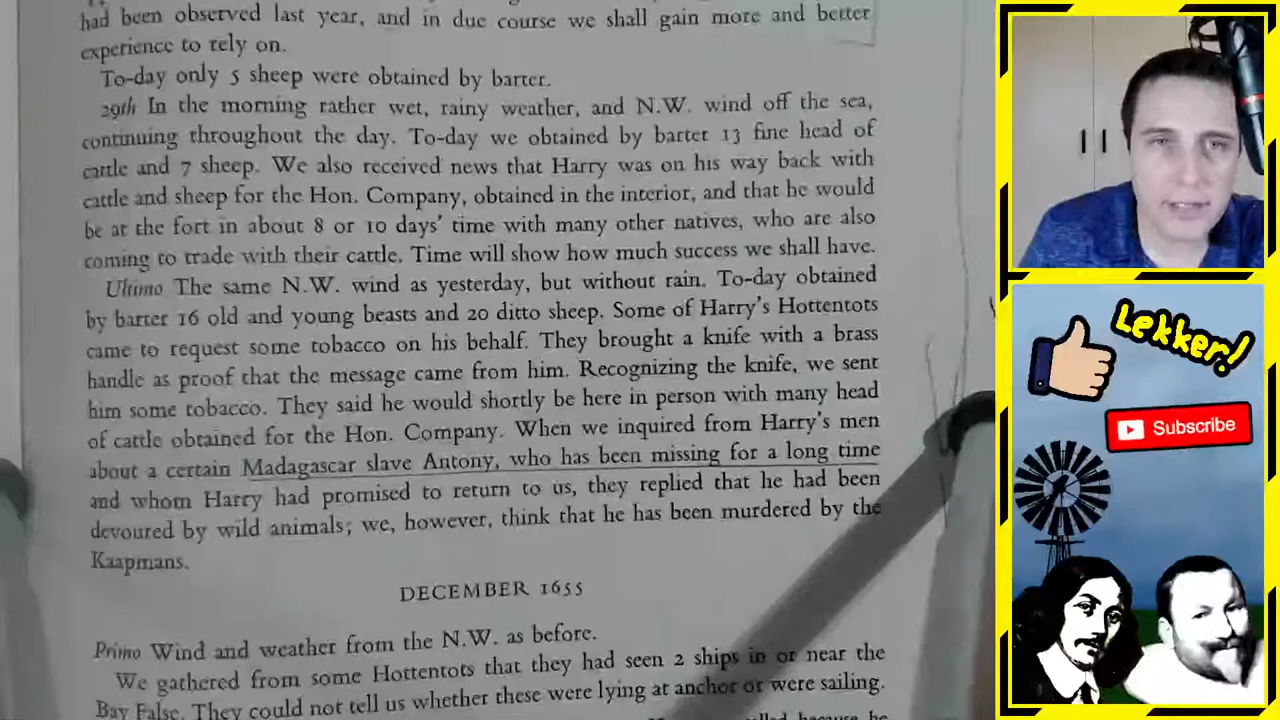 had been observed last year, and in due course we shall gain more and better
experience to rely on.
To-day only 5 sheep were obtained by barter.
29th In the morning rather wet, rainy weather, and N.W. wind off the sea,
continuing throughout the day. To-day we obtained by barter 13 fine head of
cattle and 7 sheep. We also received news that Harry was on his way back with
cattle and sheep for the Hon. Company, obtained in the interior, and that he would
be at the fort in about 8 or 10 days' time with many other natives, who are also
coming to trade with their cattle. Time will show how much success we shall have.
Ultimo The same N.W. wind as yesterday, but without rain. To-day obtained
by barter 16 old and young beasts and 20 ditto sheep. Some of Harry's Hottentots
came to request some tobacco on his behalf. They brought a knife with a brass
handle as proof that the message came from him. Recognizing the knife, we sent
him some tobacco. They said he would shortly be here in person with many head
of cattle obtained for the Hon. Company. When we inquired from Harry's men
about a certain Madagascar slave Antony, who has been missing for a long time
and whom Harry had promised to return to us, they replied that he had been
devoured by wild animals; we, however, think that he has been murdered by the
Kaapmans.
DECEMBER 1655
Primo Wind and weather from the N.W. as before.
We gathered from some Hottentots that they had seen 2 ships in or near the
Bay False. They could not tell us whether these were lying at anchor or were sailing.
because he
Lekker!
Subscribe